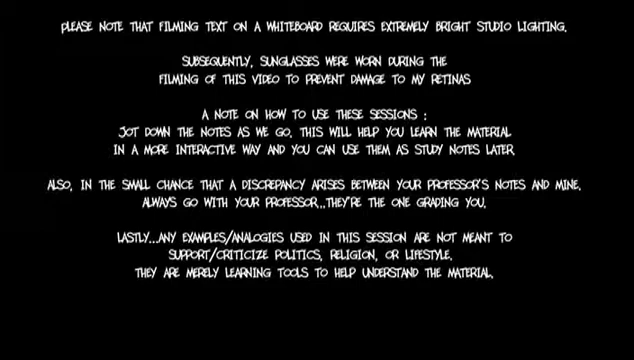 PLEASE NOTE THAT FILMING TEXT ON A WHITEBOARD REQUIRES EXTREMELY BRIGHT STUDIO LIGHTING.
SUBSEQUENTLY, SUNGLASSES WERE WORN DURING THE
FILMING OF THIS VIDEO TO PREVENT DAMAGE TO MY RETINAS
A NOTE ON HOW TO USE THESE SESSIONS :
JOT DOWN THE NOTES AS WE GO. THIS WILL HELP YOU LEARN THE MATERIAL
IN A MORE INTERACTIVE WAY AND YOU CAN USE THEM AS STUDY NOTES LATER.
ALSO, IN THE SMALL CHANCE THAT A DISCREPANCY ARISES BETWEEN YOUR PROFESSOR'S NOTES AND MINE,
ALWAYS GO WITH YOUR PROFESSOR...THEY'RE THE ONE GRADING YOU.
LASTLY...ANY EXAMPLES/ANALOGIES USED IN THIS SESSION ARE NOT MEANT TO
SUPPORT/CRITICIZE POLITICS, RELIGION, OR LIFESTYLE.
THEY ARE MERELY LEARNING TOOLS TO HELP UNDERSTAND THE MATERIAL.